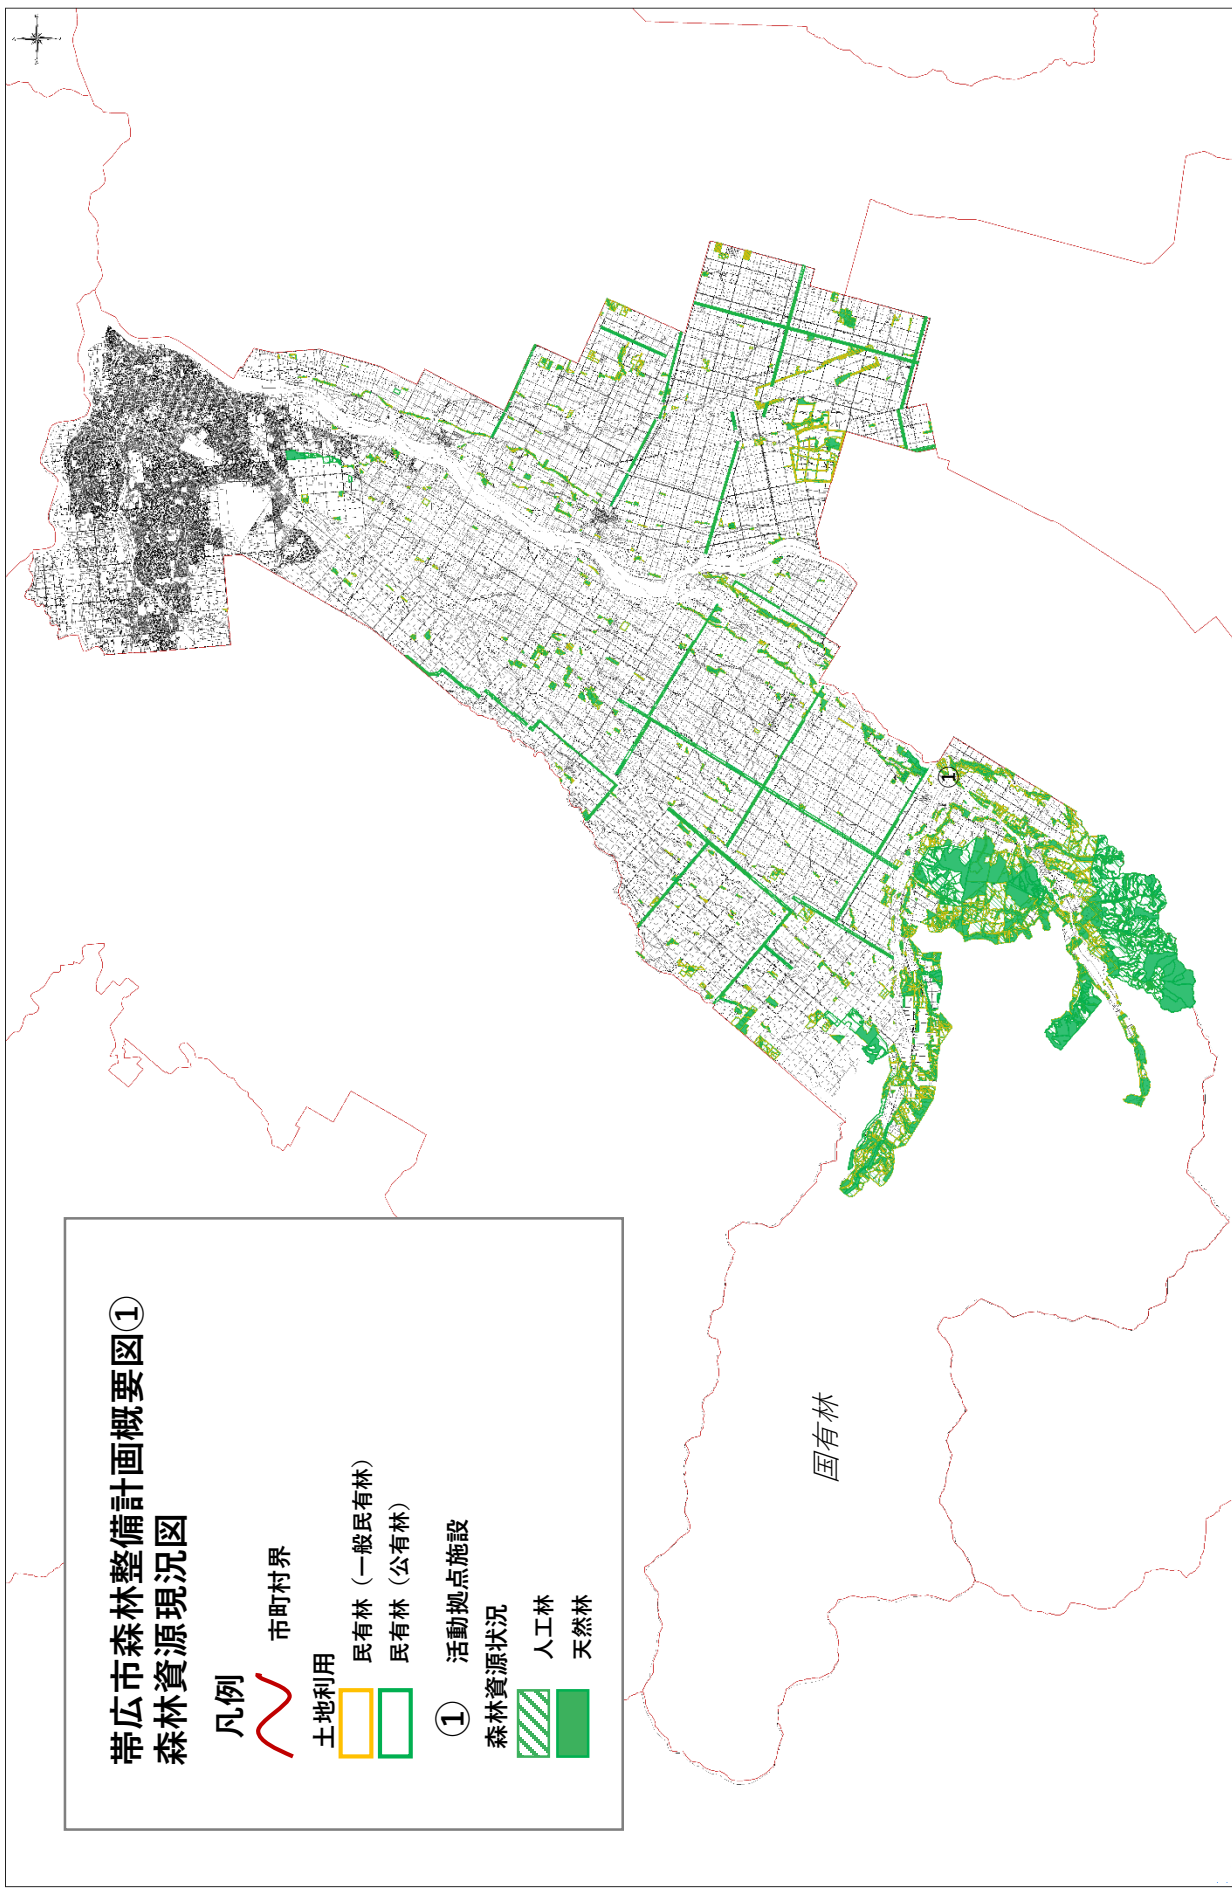 帯広市森林整備計画概要図①
森林資源現況図
凡例
市町村界
土地利用
民有林（一般民有林）
民有林（公有林）
① 活動拠点施設
森林資源状況
人工林
天然林
国有林
①